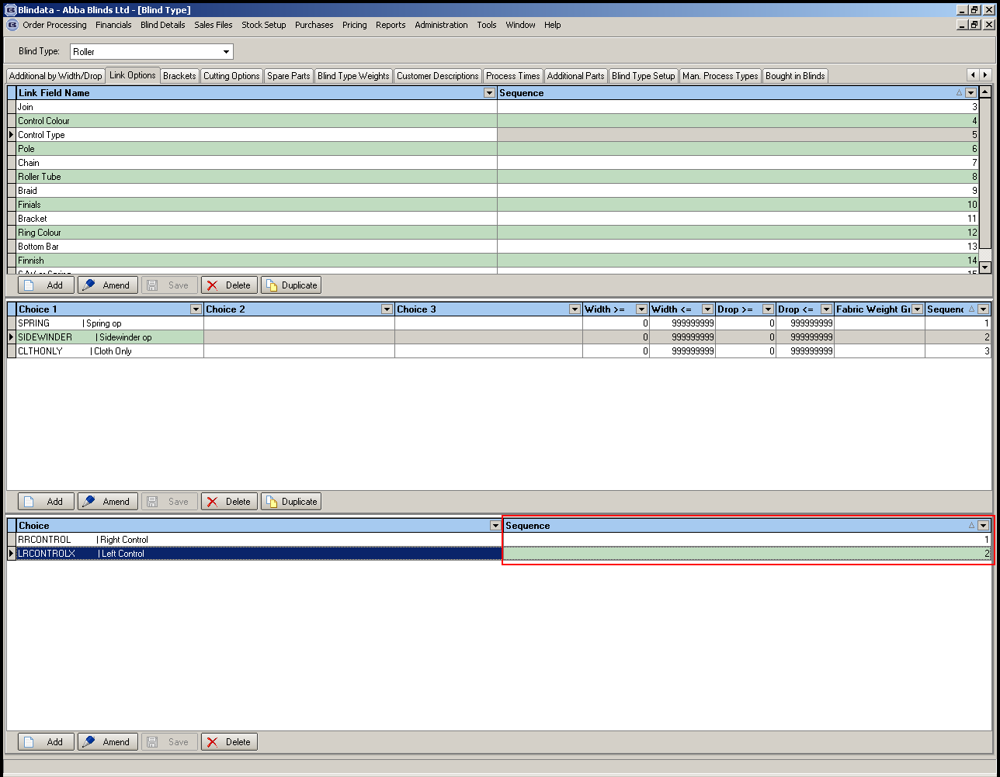 Blindata - Abba Blinds Ltd - [Blind Type]
Order Processing Financials Blind Details Sales Files Stock Setup Purchases Pricing Reports Administration Tools Window Help
Blind Type: Roller
Additional by Width/Drop Link Options Brackets Cutting Options Spare Parts Blind Type Weights Customer Descriptions Process Times Additional Parts Blind Type Setup Man. Process Types Bought in Blinds
Link Field Name Sequence
Join 3
Control Colour 4
Control Type 5
Pole 6
Chain 7
Roller Tube 8
Braid 9
Finials 10
Bracket 11
Ring Colour 12
Bottom Bar 13
Finnish 14
15
Add Amend Save Delete Duplicate
Choice 1 Choice 2 Choice 3 Width >= Width <= Drop >= Drop <= Fabric Weight Gr Sequenc
SPRING | Spring op 0 999999999 0 999999999 1
SIDEWINDER | Sidewinder op 0 999999999 0 999999999 2
CLTHONLY | Cloth Only 0 999999999 0 999999999 3
Add Amend Save Delete Duplicate
Choice Sequence
RRCONTROL | Right Control 1
LRCONTROLX | Left Control 2
Add Amend Save Delete